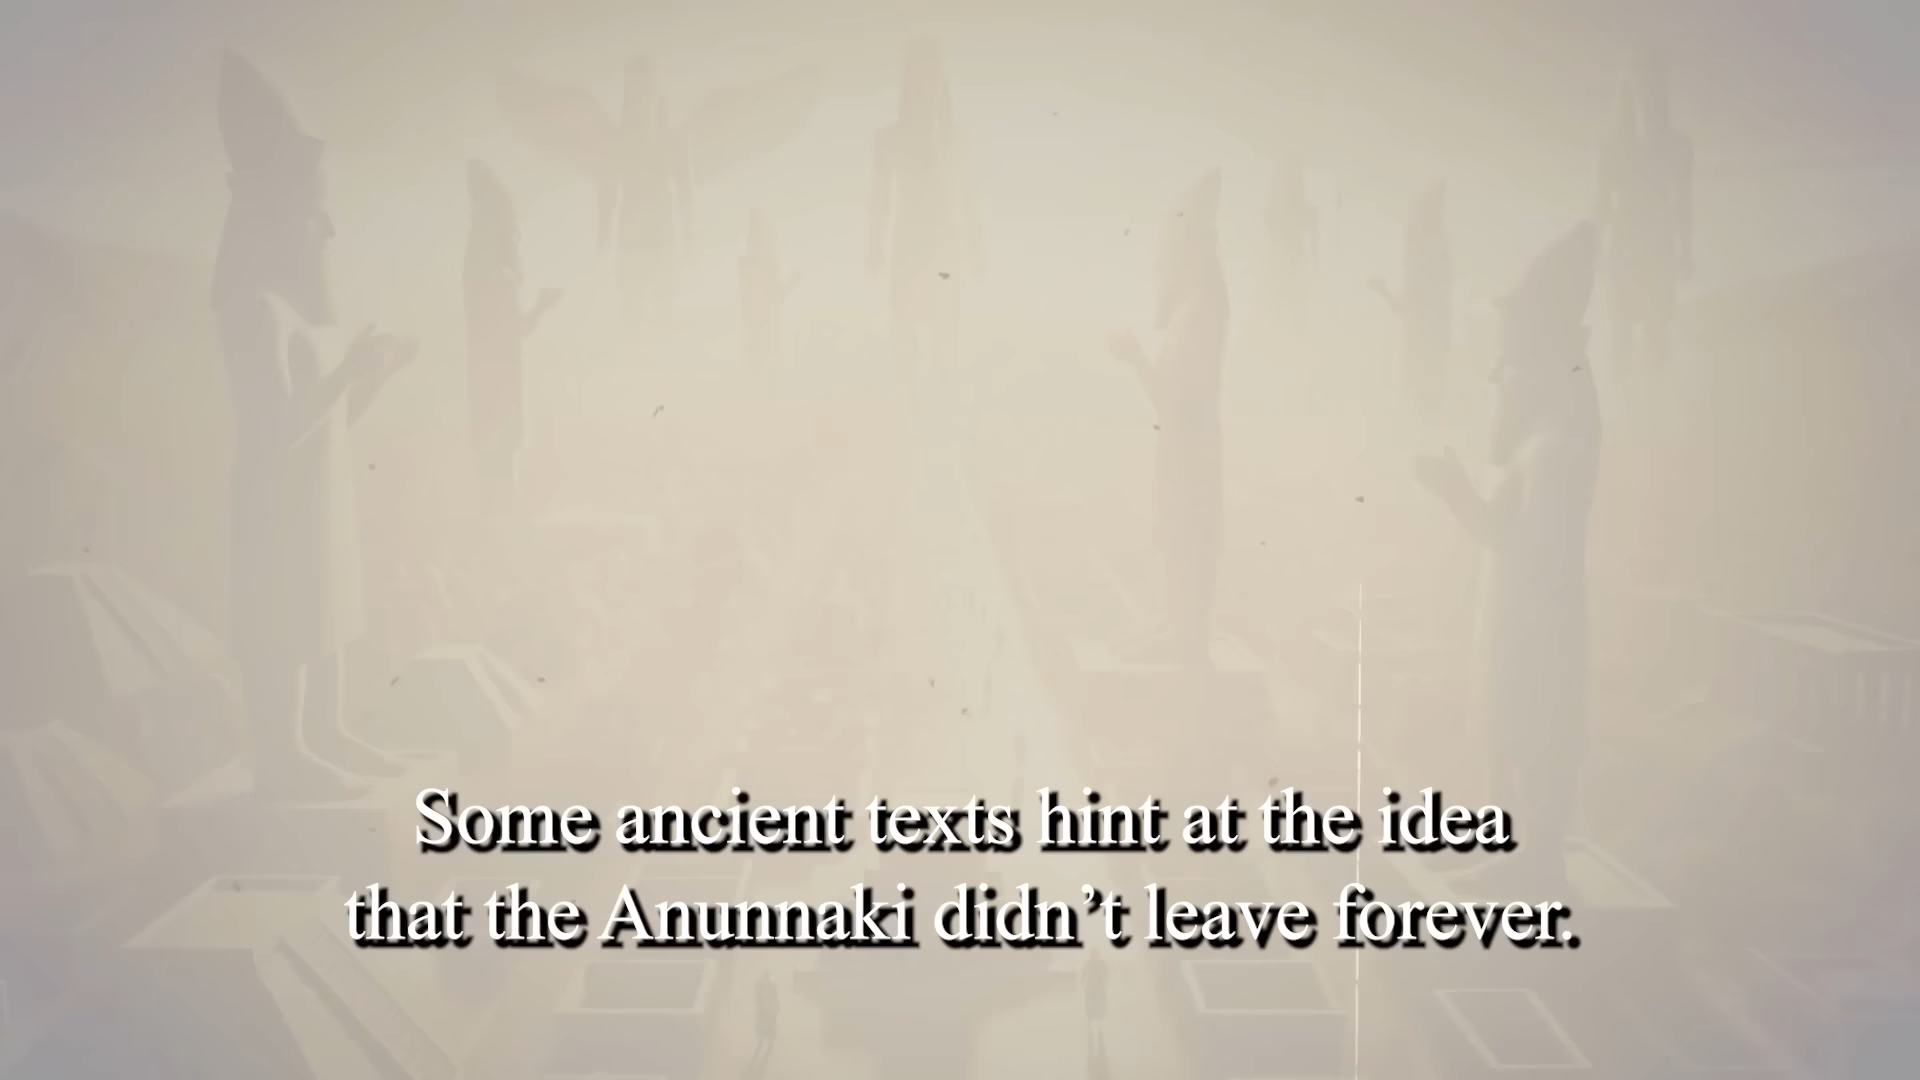 Some ancient texts hint at the idea
that the Anunnaki didn’t leave forever.